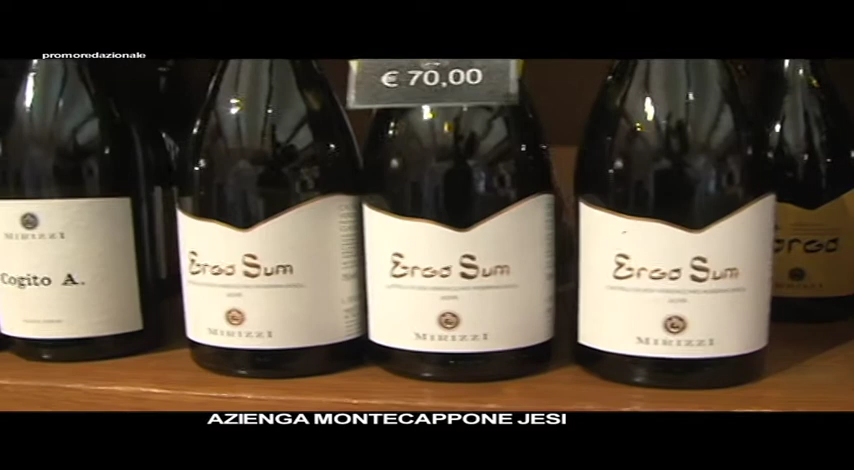 promoredazionale
€ 70,00
MIRIZZI
Cogito A.
Ergo Sum
MIRIZZI
Ergo Sum
MIRIZZI
Ergo Sum
MIRIZZI
Ergo
AZIENGA MONTECAPPONE JESI